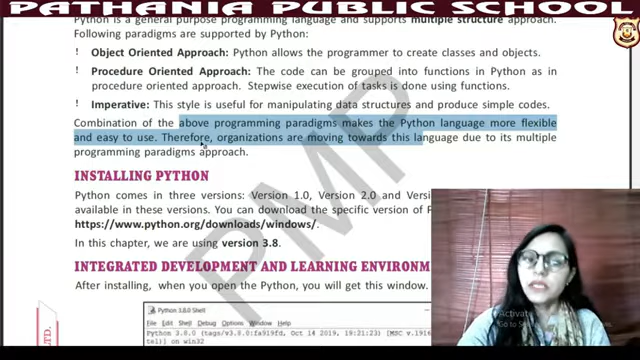 PATHANIA PUBLIC SCHOOL
Python is a general purpose programming language and supports multiple structure approach.
Following paradigms are supported by Python:
! Object Oriented Approach: Python allows the programmer to create classes and objects.
! Procedure Oriented Approach: The code can be grouped into functions in Python as in
procedure oriented approach. Stepwise execution of tasks is done using functions.
! Imperative: This style is useful for manipulating data structures and produce simple codes.
Combination of the above programming paradigms makes the Python language more flexible
and easy to use. Therefore, organizations are moving towards this language due to its multiple
programming paradigms approach.
INSTALLING PYTHON
Python comes in three versions: Version 1.0, Version 2.0 and Versi
available in these versions. You can download the specific version of P
https://www.python.org/downloads/windows/.
In this chapter, we are using version 3.8.
INTEGRATED DEVELOPMENT AND LEARNING ENVIRONM
After installing, when you open the Python, you will get this window.
Python 3.8.0 Shell
File Edit Shell Debug Options Window Help
Python 3.8.0 (tags/v3.8.0:fa919fd, Oct 14 2019, 19:21:23) [MSC v.1916
tel)] on win32
PMP
LTD.
Activate
Go to